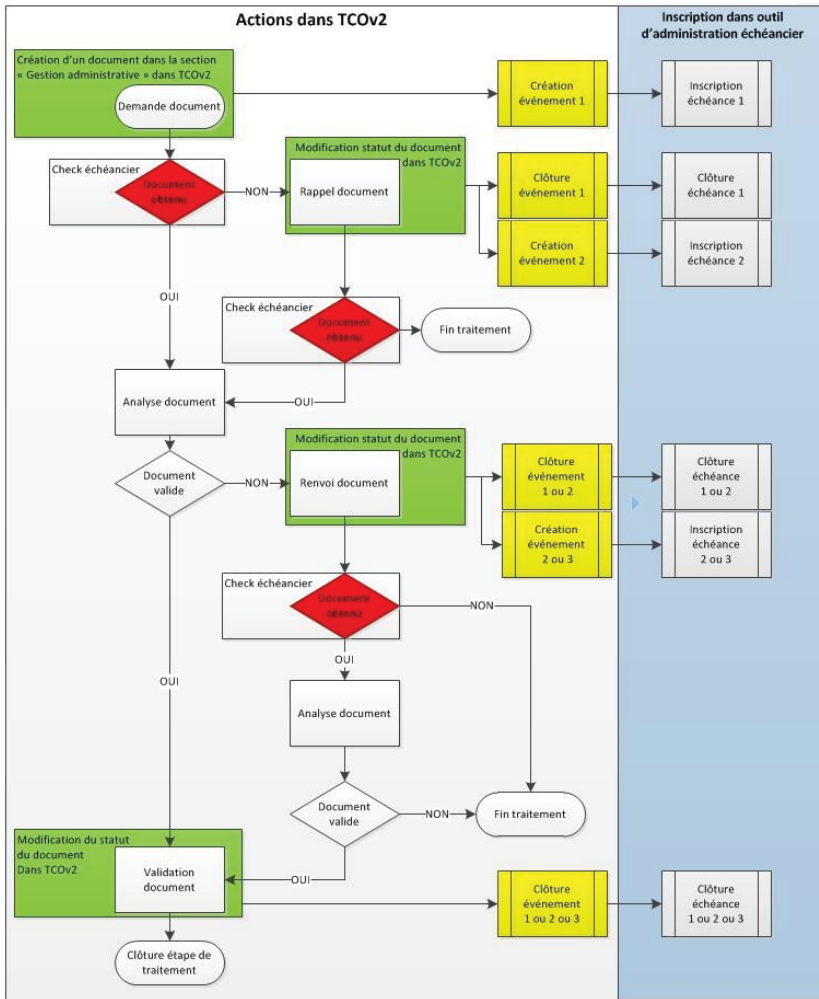 Actions dans TCOv2
Inscription dans outil
d'administration échéancier
Création d'un document dans la section
« Gestion administrative » dans TCOv2
Demande document
Création
événement 1
Inscription
échéance 1
Check échéancier
Document
obtenu
NON
Modification statut du document
dans TCOv2
Rappel document
Clôture
événement 1
Clôture
échéance 1
Création
événement 2
Inscription
échéance 2
OUI
Check échéancier
Document
obtenu
Fin traitement
OUI
Analyse document
Document
valide
NON
Modification statut du document
dans TCOv2
Renvoi document
Clôture
événement
1 ou 2
Clôture
échéance
1 ou 2
Création
événement
2 ou 3
Inscription
échéance
2 ou 3
Check échéancier
Document
obtenu
NON
OUI
OUI
Analyse document
Document
valide
NON
Fin traitement
OUI
Modification du statut
du document
Dans TCOv2
Validation
document
Clôture
événement
1 ou 2 ou 3
Clôture
échéance
1 ou 2 ou 3
Clôture étape de
traitement